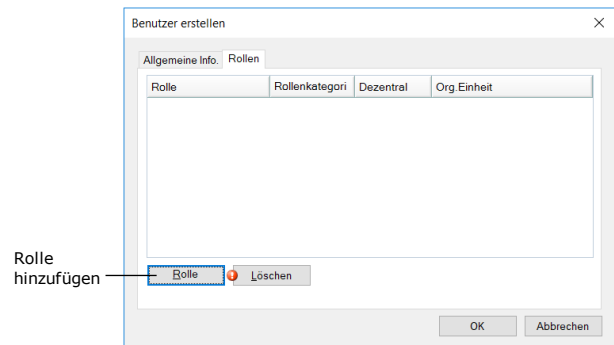 Benutzer erstellen
Allgemeine Info. Rollen
Rolle Rollenkategori Dezentral Org.Einheit
Rolle
hinzufügen
Rolle Löschen
OK Abbrechen